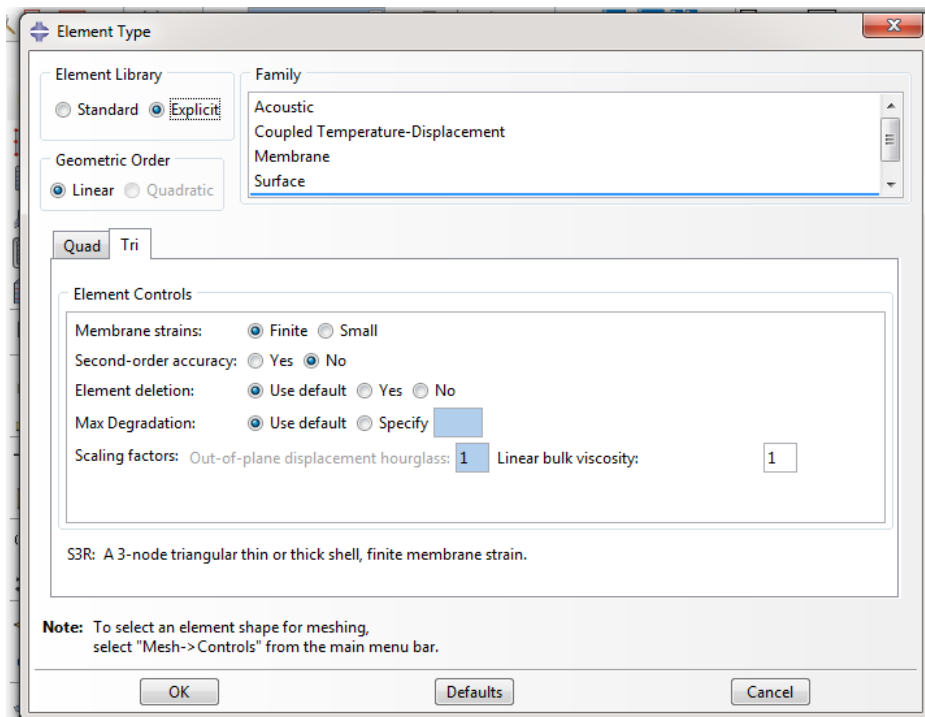 Element Type
Element Library
Standard Explicit
Geometric Order
Linear Quadratic
Family
Acoustic
Coupled Temperature-Displacement
Membrane
Surface
Quad Tri
Element Controls
Membrane strains: Finite Small
Second-order accuracy: Yes No
Element deletion: Use default Yes No
Max Degradation: Use default Specify
Scaling factors: Out-of-plane displacement hourglass: 1 Linear bulk viscosity: 1
S3R: A 3-node triangular thin or thick shell, finite membrane strain.
Note: To select an element shape for meshing,
select "Mesh->Controls" from the main menu bar.
OK Defaults Cancel